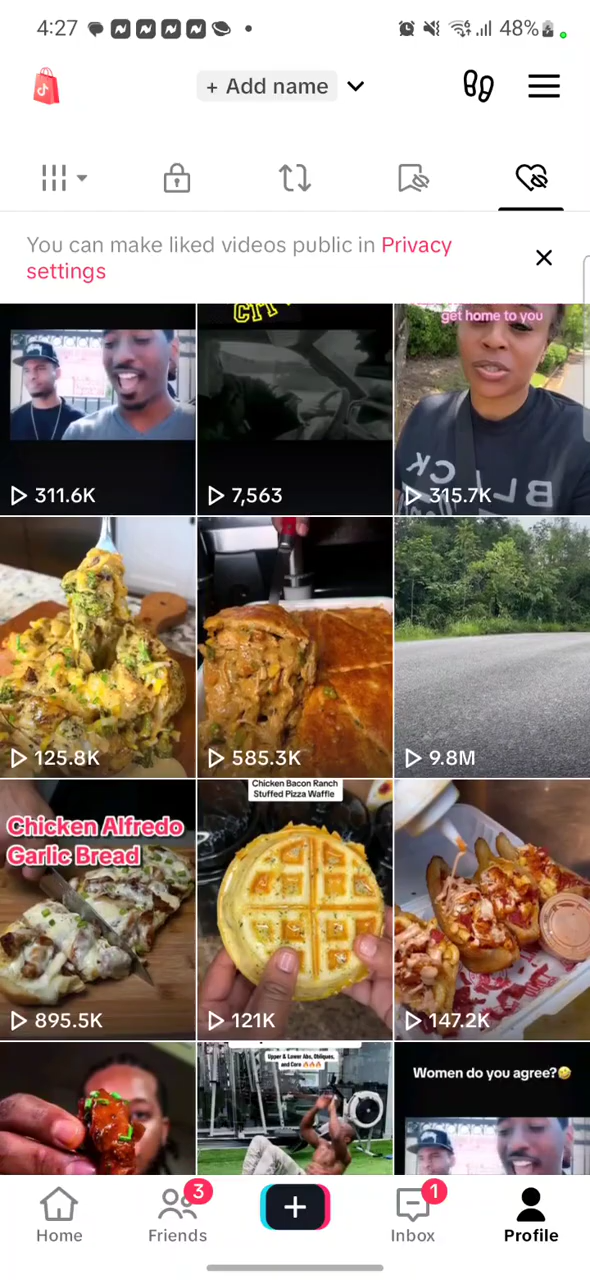 4:27
48%
+ Add name
You can make liked videos public in Privacy
settings
get home to you
311.6K
7,563
315.7K
125.8K
585.3K
9.8M
Chicken Alfredo
Garlic Bread
Chicken Bacon Ranch
Stuffed Pizza Waffle
895.5K
121K
147.2K
Upper & Lower Abs, Obliques,
and Core 🔥🔥🔥
Women do you agree?🤣
3
1
Home
Friends
Inbox
Profile